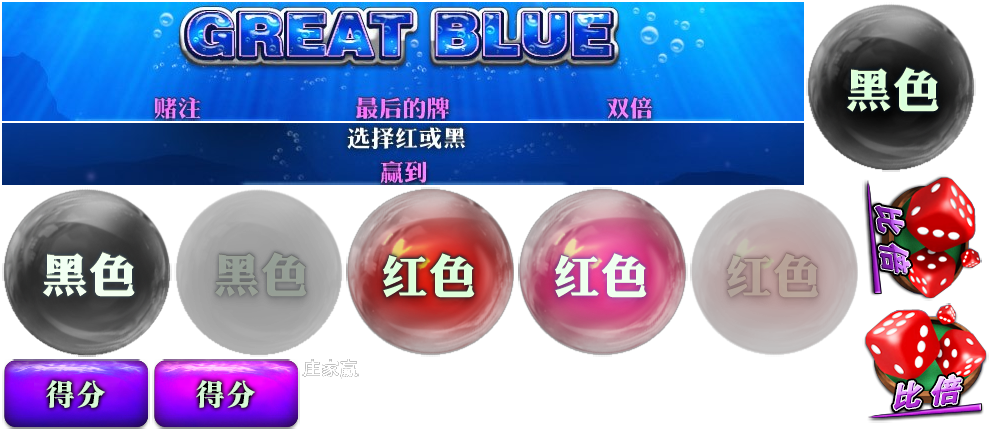 GREAT BLUE
赌注 最后的牌 双倍
选择红或黑
赢到
黑色
黑色
黑色
红色
红色
红色
比倍
比倍
得分
得分
庄家赢